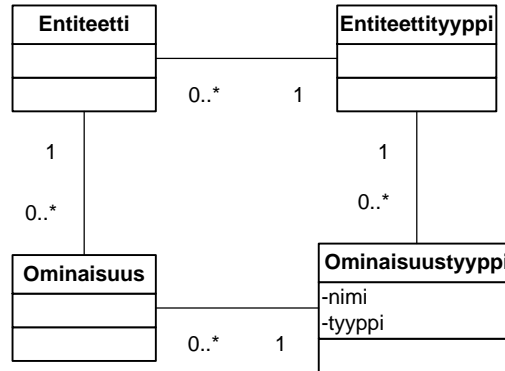 Entiteetti
Entiteettityyppi
0..*
1
1
1
0..*
0..*
Ominaisuus
Ominaisuustyyppi
-nimi
-tyyppi
0..*
1